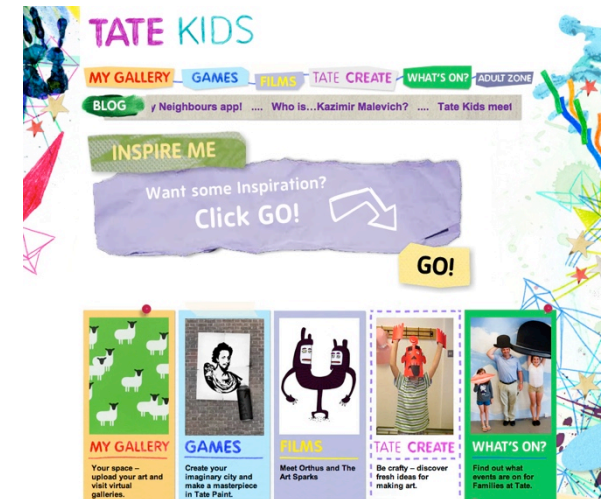 TATE KIDS
MY GALLERY GAMES FILMS TATE CREATE WHAT'S ON? ADULT ZONE
BLOG Neighbours app! .... Who is...Kazimir Malevich? .... Tate Kids meet
INSPIRE ME
Want some Inspiration?
Click GO!
GO!
MY GALLERY
Your space –
upload your art and
visit virtual
galleries.
GAMES
Create your
imaginary city and
make a masterpiece
in Tate Paint.
FILMS
Meet Orthus and The
Art Sparks
TATE CREATE
Be crafty – discover
fresh ideas for
making art.
WHAT'S ON?
Find out what
events are on for
Families at Tate.